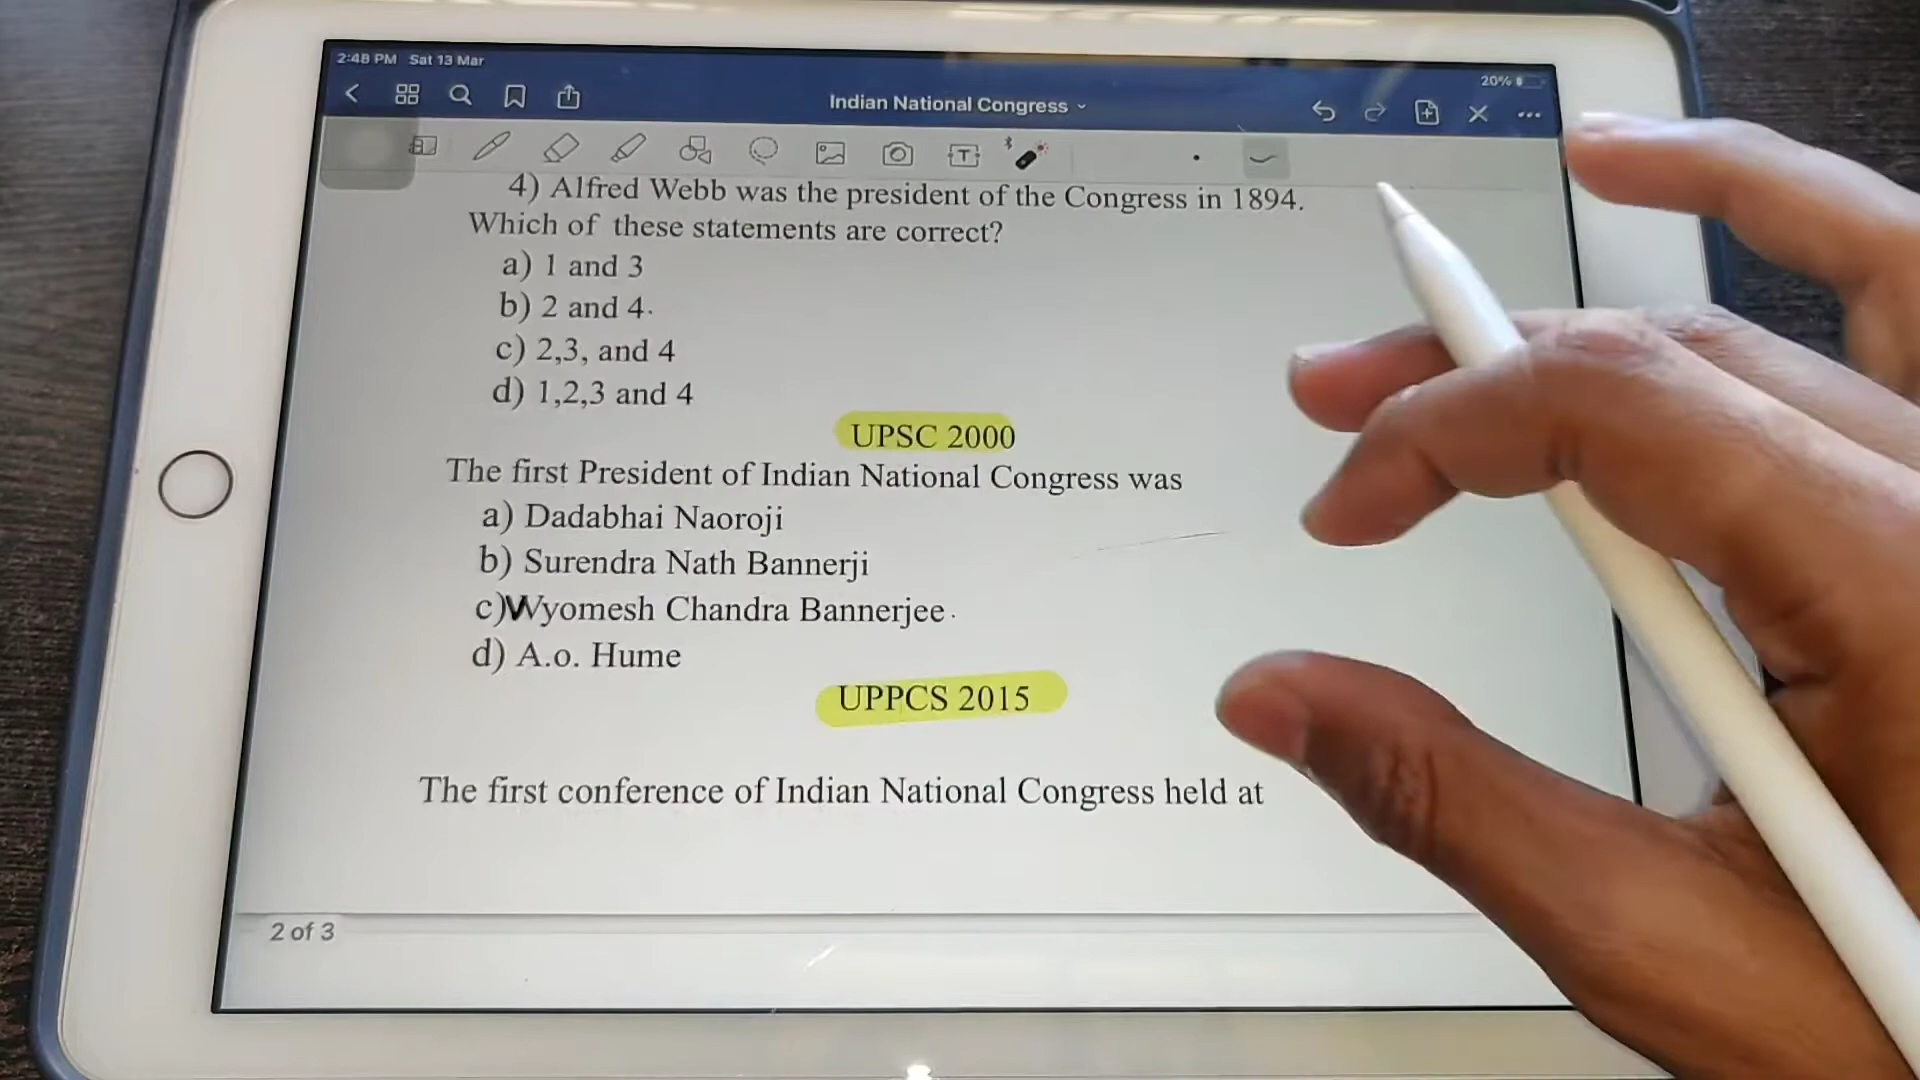 2:48 PM Sat 13 Mar
20%
Indian National Congress
T
4) Alfred Webb was the president of the Congress in 1894.
Which of these statements are correct?
a) 1 and 3
b) 2 and 4.
c) 2,3, and 4
d) 1,2,3 and 4
UPSC 2000
The first President of Indian National Congress was
a) Dadabhai Naoroji
b) Surendra Nath Bannerji
c) Wyomesh Chandra Bannerjee.
d) A.o. Hume
UPPCS 2015
The first conference of Indian National Congress held at
2 of 3